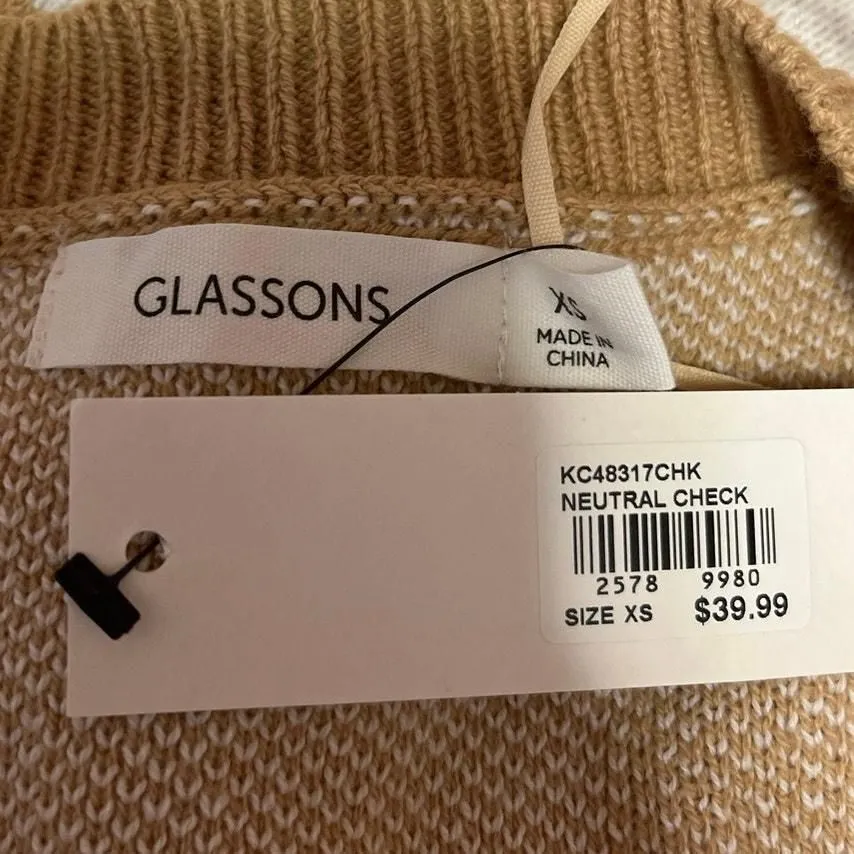 GLASSONS
XS
MADE IN
CHINA
KC48317CHK
NEUTRAL CHECK
2578 9980
SIZE XS $39.99